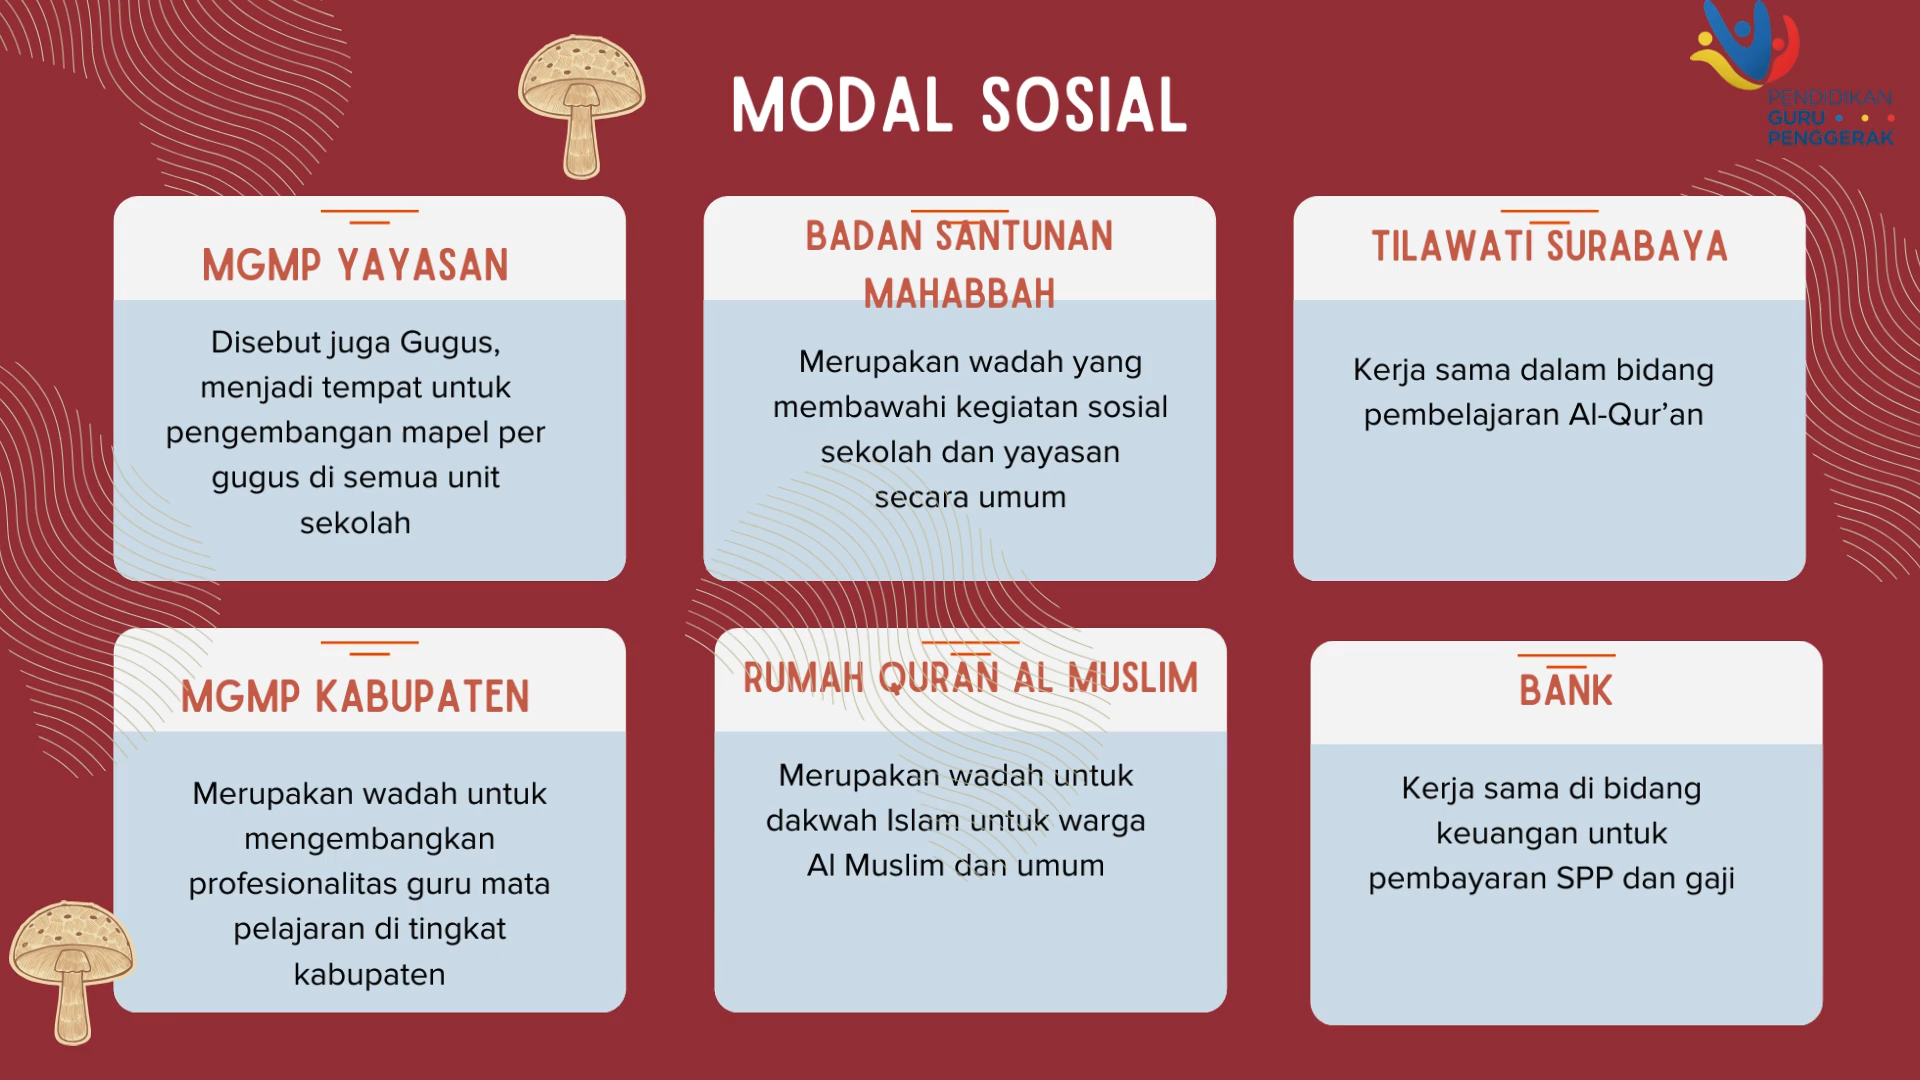 MODAL SOSIAL
PENDIDIKAN
GURU
PENGGERAK
MGMP YAYASAN
Disebut juga Gugus,
menjadi tempat untuk
pengembangan mapel per
gugus di semua unit
sekolah
BADAN SANTUNAN
MAHABBAH
Merupakan wadah yang
membawahi kegiatan sosial
sekolah dan yayasan
secara umum
TILAWATI SURABAYA
Kerja sama dalam bidang
pembelajaran Al-Qur’an
MGMP KABUPATEN
Merupakan wadah untuk
mengembangkan
profesionalitas guru mata
pelajaran di tingkat
kabupaten
RUMAH QURAN AL MUSLIM
Merupakan wadah untuk
dakwah Islam untuk warga
Al Muslim dan umum
BANK
Kerja sama di bidang
keuangan untuk
pembayaran SPP dan gaji